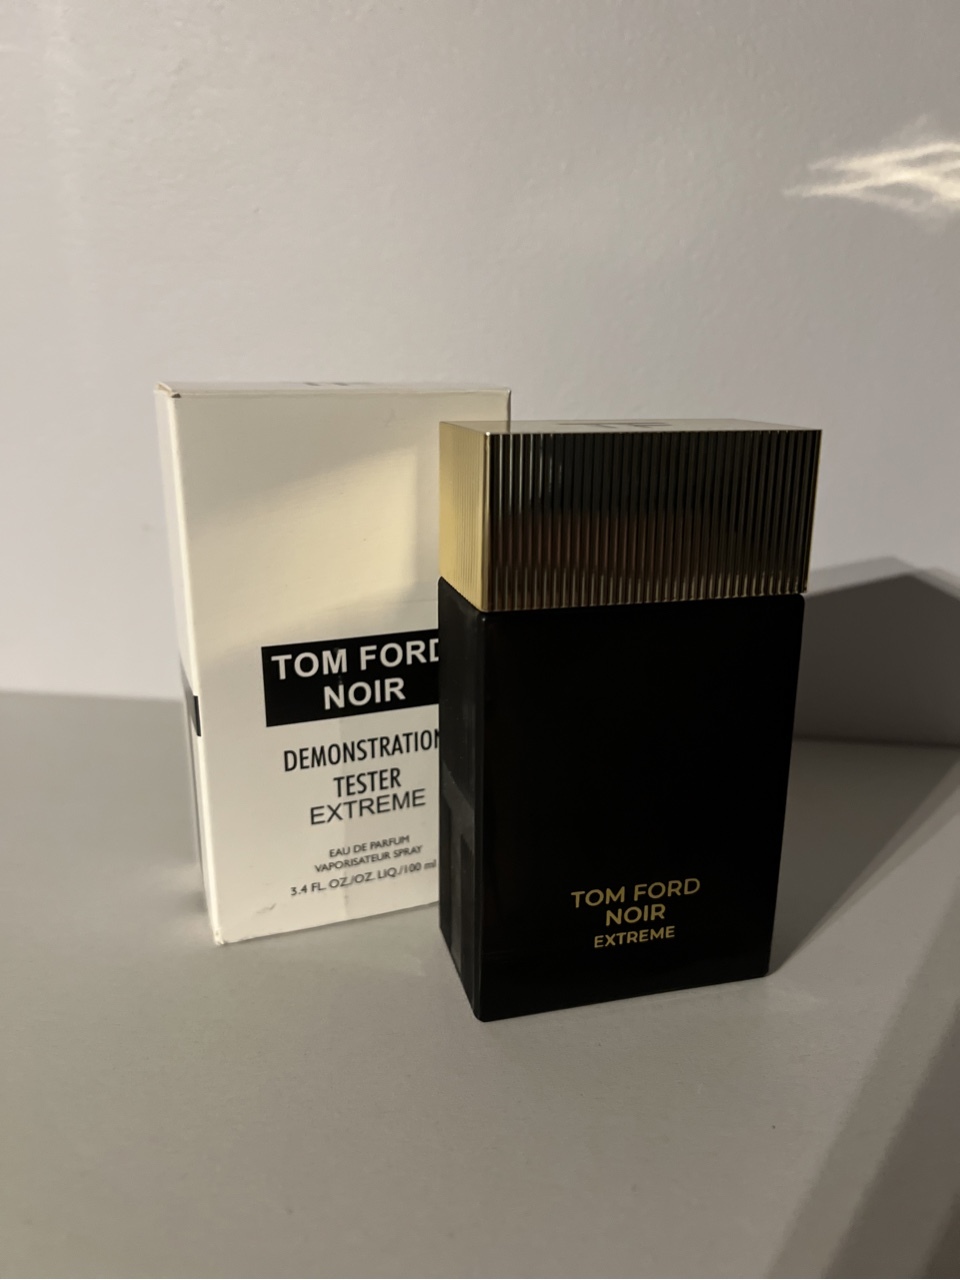 TOM FORD
NOIR
DEMONSTRATION
TESTER
EXTREME
EAU DE PARFUM
VAPORISATEUR SPRAY
3.4 FL. OZ./OZ. LIQ./100 ml
TOM FORD
NOIR
EXTREME